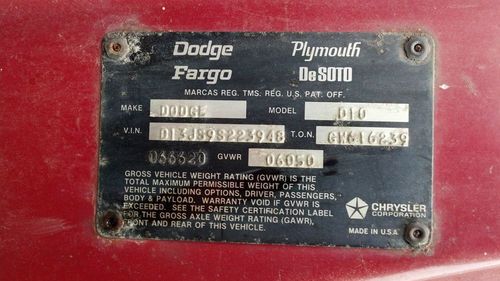 Dodge Plymouth
Fargo DeSOTO
MARCAS REG. TMS. REG. U.S. PAT. OFF.
MAKE DODGE MODEL D10
V.I.N. D13JS9S223948 T.O.N. GK616239
033320 GVWR 06050
GROSS VEHICLE WEIGHT RATING (GVWR) IS THE
TOTAL MAXIMUM PERMISSIBLE WEIGHT OF THIS
VEHICLE INCLUDING OPTIONS, DRIVER, PASSENGERS,
BODY & PAYLOAD. WARRANTY VOID IF GVWR IS
EXCEEDED. SEE THE SAFETY CERTIFICATION LABEL
FOR THE GROSS AXLE WEIGHT RATING (GAWR),
FRONT AND REAR OF THIS VEHICLE.
CHRYSLER
CORPORATION
MADE IN U.S.A.